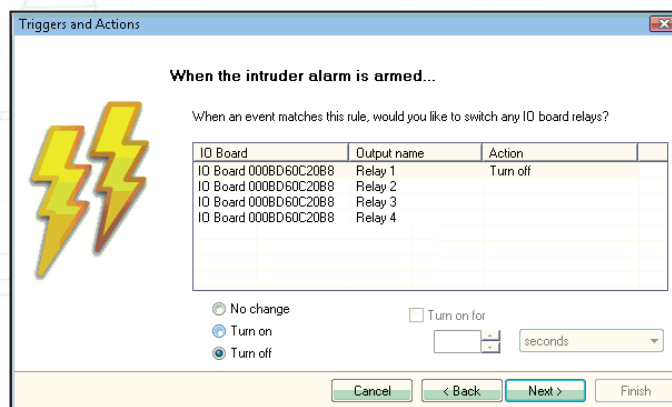 Triggers and Actions
When the intruder alarm is armed...
When an event matches this rule, would you like to switch any IO board relays?
IO Board Output name Action
IO Board 000BD60C20B8 Relay 1 Turn off
IO Board 000BD60C20B8 Relay 2
IO Board 000BD60C20B8 Relay 3
IO Board 000BD60C20B8 Relay 4
No change
Turn on
Turn off
Turn on for
seconds
Cancel < Back Next > Finish